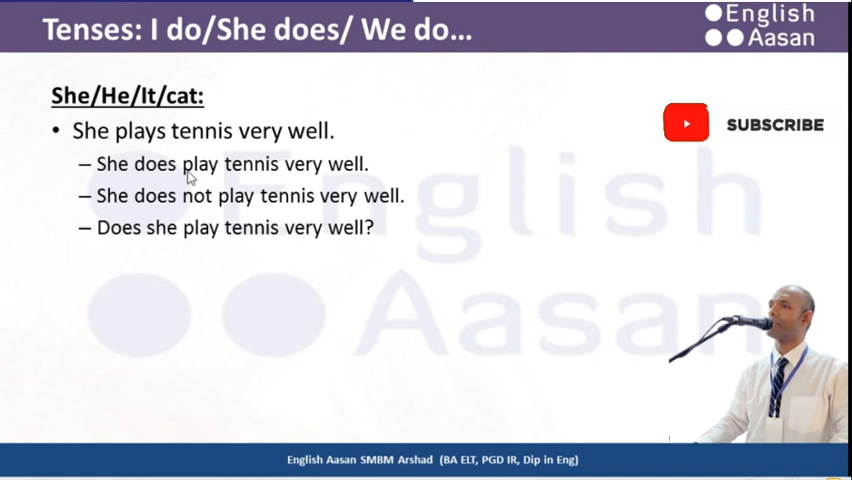 Tenses: I do/She does/ We do...
English
Aasan
She/He/It/cat:
• She plays tennis very well.
– She does play tennis very well.
– She does not play tennis very well.
– Does she play tennis very well?
SUBSCRIBE
English
Aasan
English Aasan SMBM Arshad (BA ELT, PGD IR, Dip in Eng)